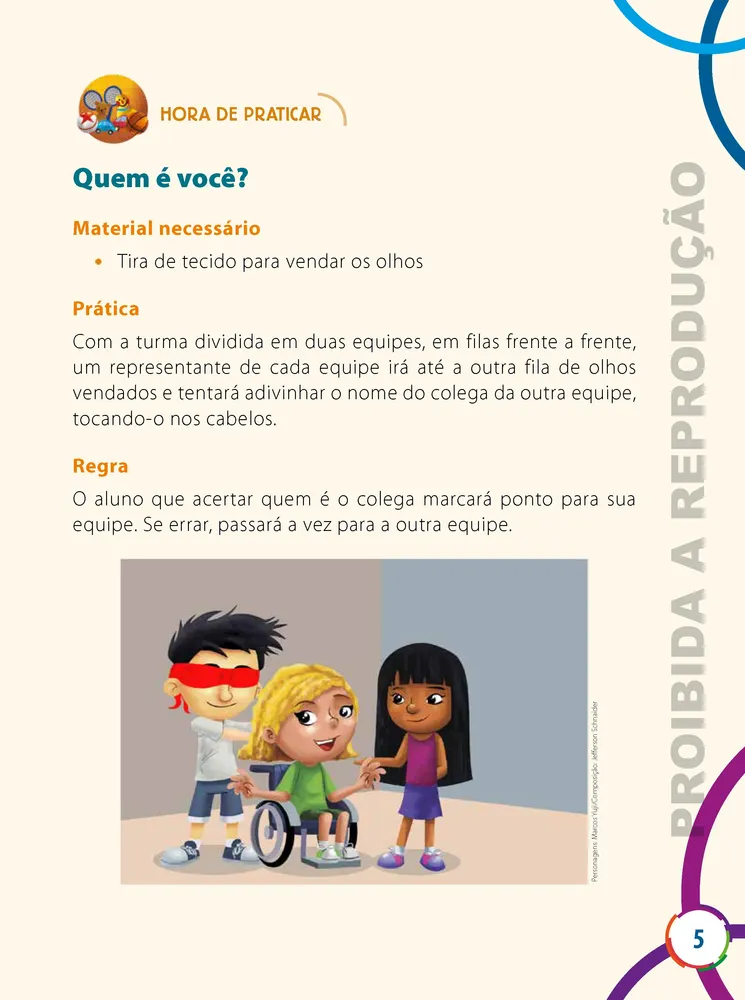 HORA DE PRATICAR
Quem é você?
Material necessário
• Tira de tecido para vendar os olhos
Prática
Com a turma dividida em duas equipes, em filas frente a frente,
um representante de cada equipe irá até a outra fila de olhos
vendados e tentará adivinhar o nome do colega da outra equipe,
tocando-o nos cabelos.
Regra
O aluno que acertar quem é o colega marcará ponto para sua
equipe. Se errar, passará a vez para a outra equipe.
Personagens: Marcos Yuji/Composição: Jefferson Schnaider
PROIBIDA A REPRODUÇÃO
5